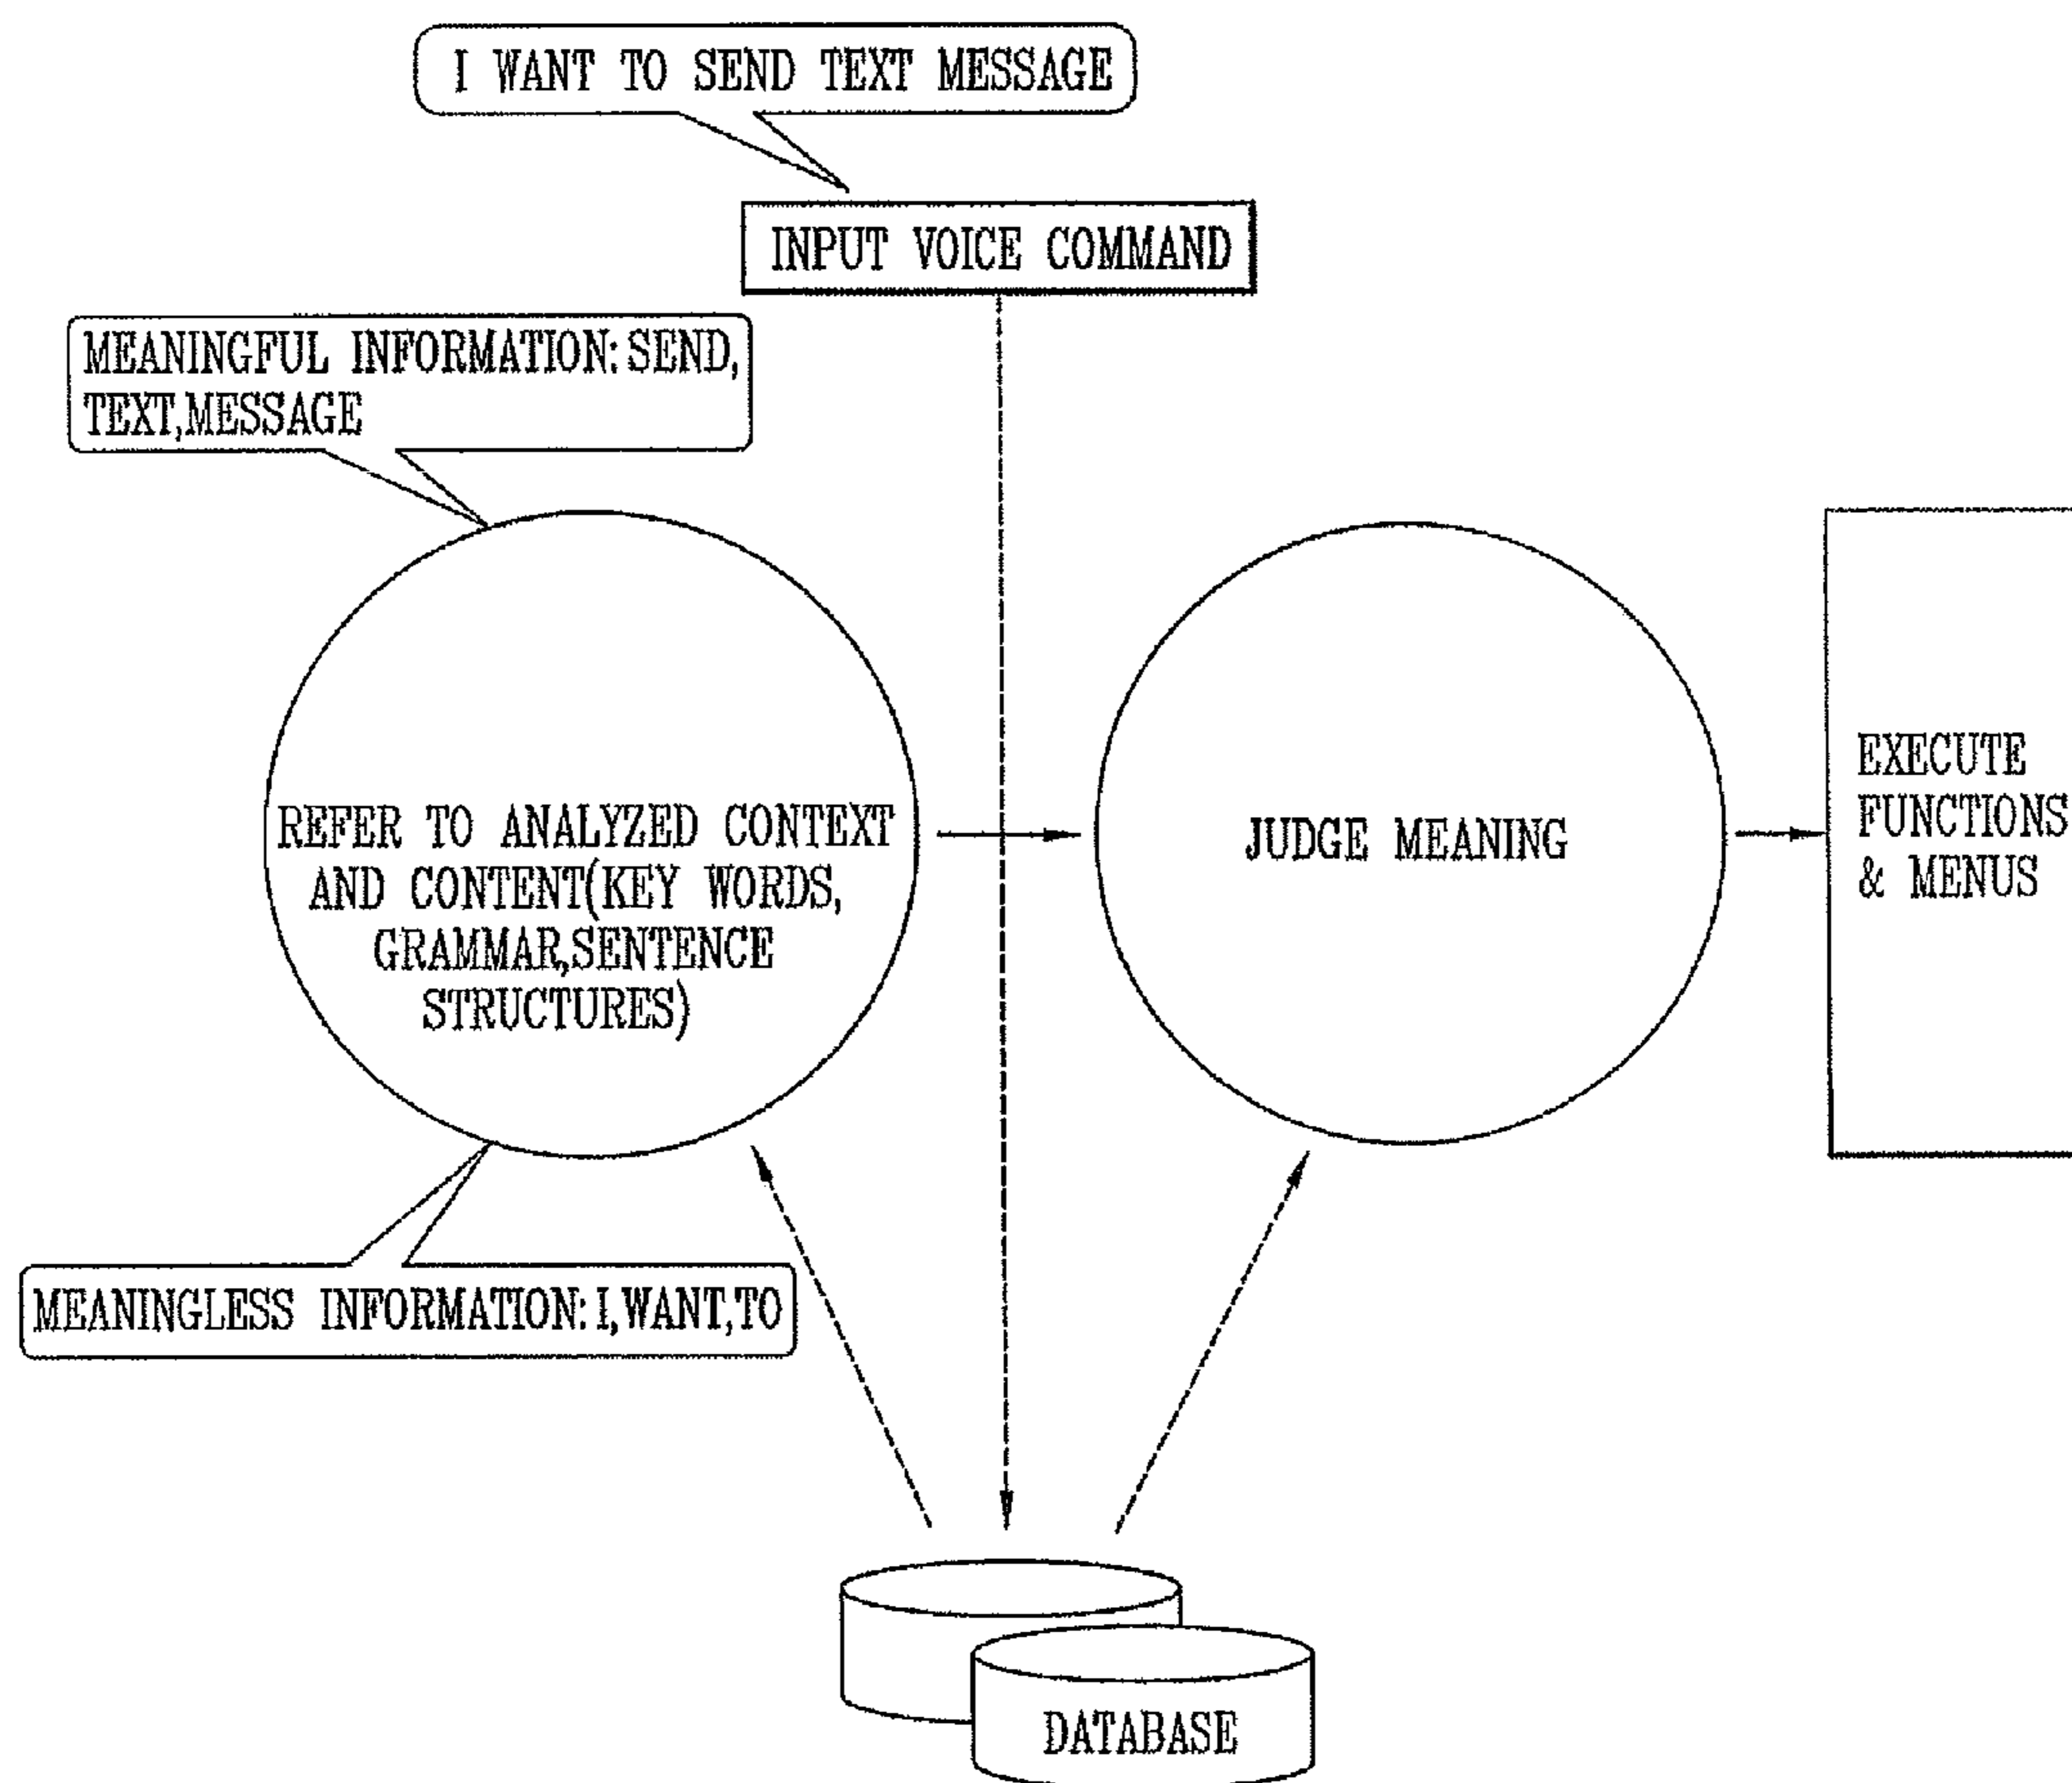 I WANT TO SEND TEXT MESSAGE
INPUT VOICE COMMAND
MEANINGFUL INFORMATION: SEND,
TEXT,MESSAGE
REFER TO ANALYZED CONTEXT
AND CONTENT(KEY WORDS,
GRAMMAR,SENTENCE
STRUCTURES)
JUDGE MEANING
EXECUTE
FUNCTIONS
& MENUS
MEANINGLESS INFORMATION: I,WANT,TO
DATABASE